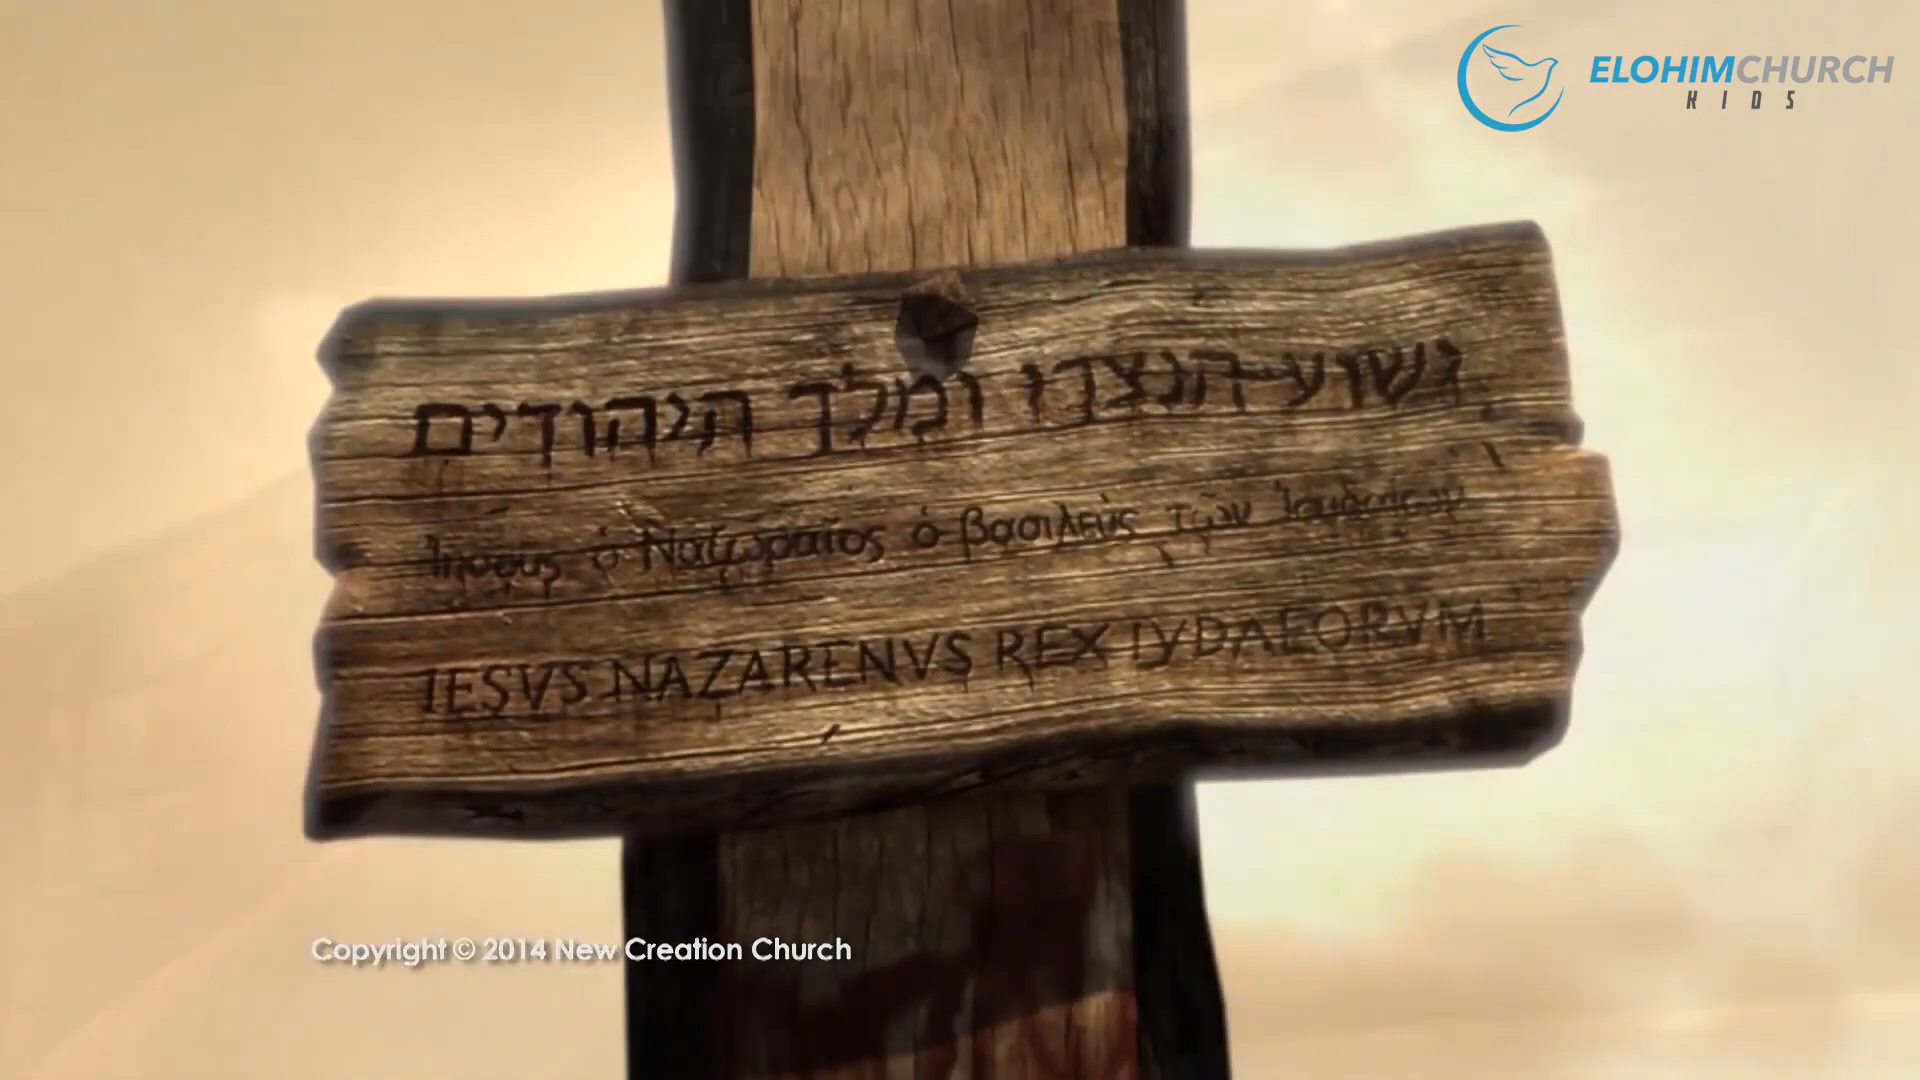 ELOHIMCHURCH
KIDS
ישוע הנצרו ומלך היהודים
Ἰησοῦς ὁ Ναζωραῖος ὁ βασιλεὺς τῶν Ἰουδαίων
IESVS NAZARENVS REX IVDAEORVM
Copyright © 2014 New Creation Church